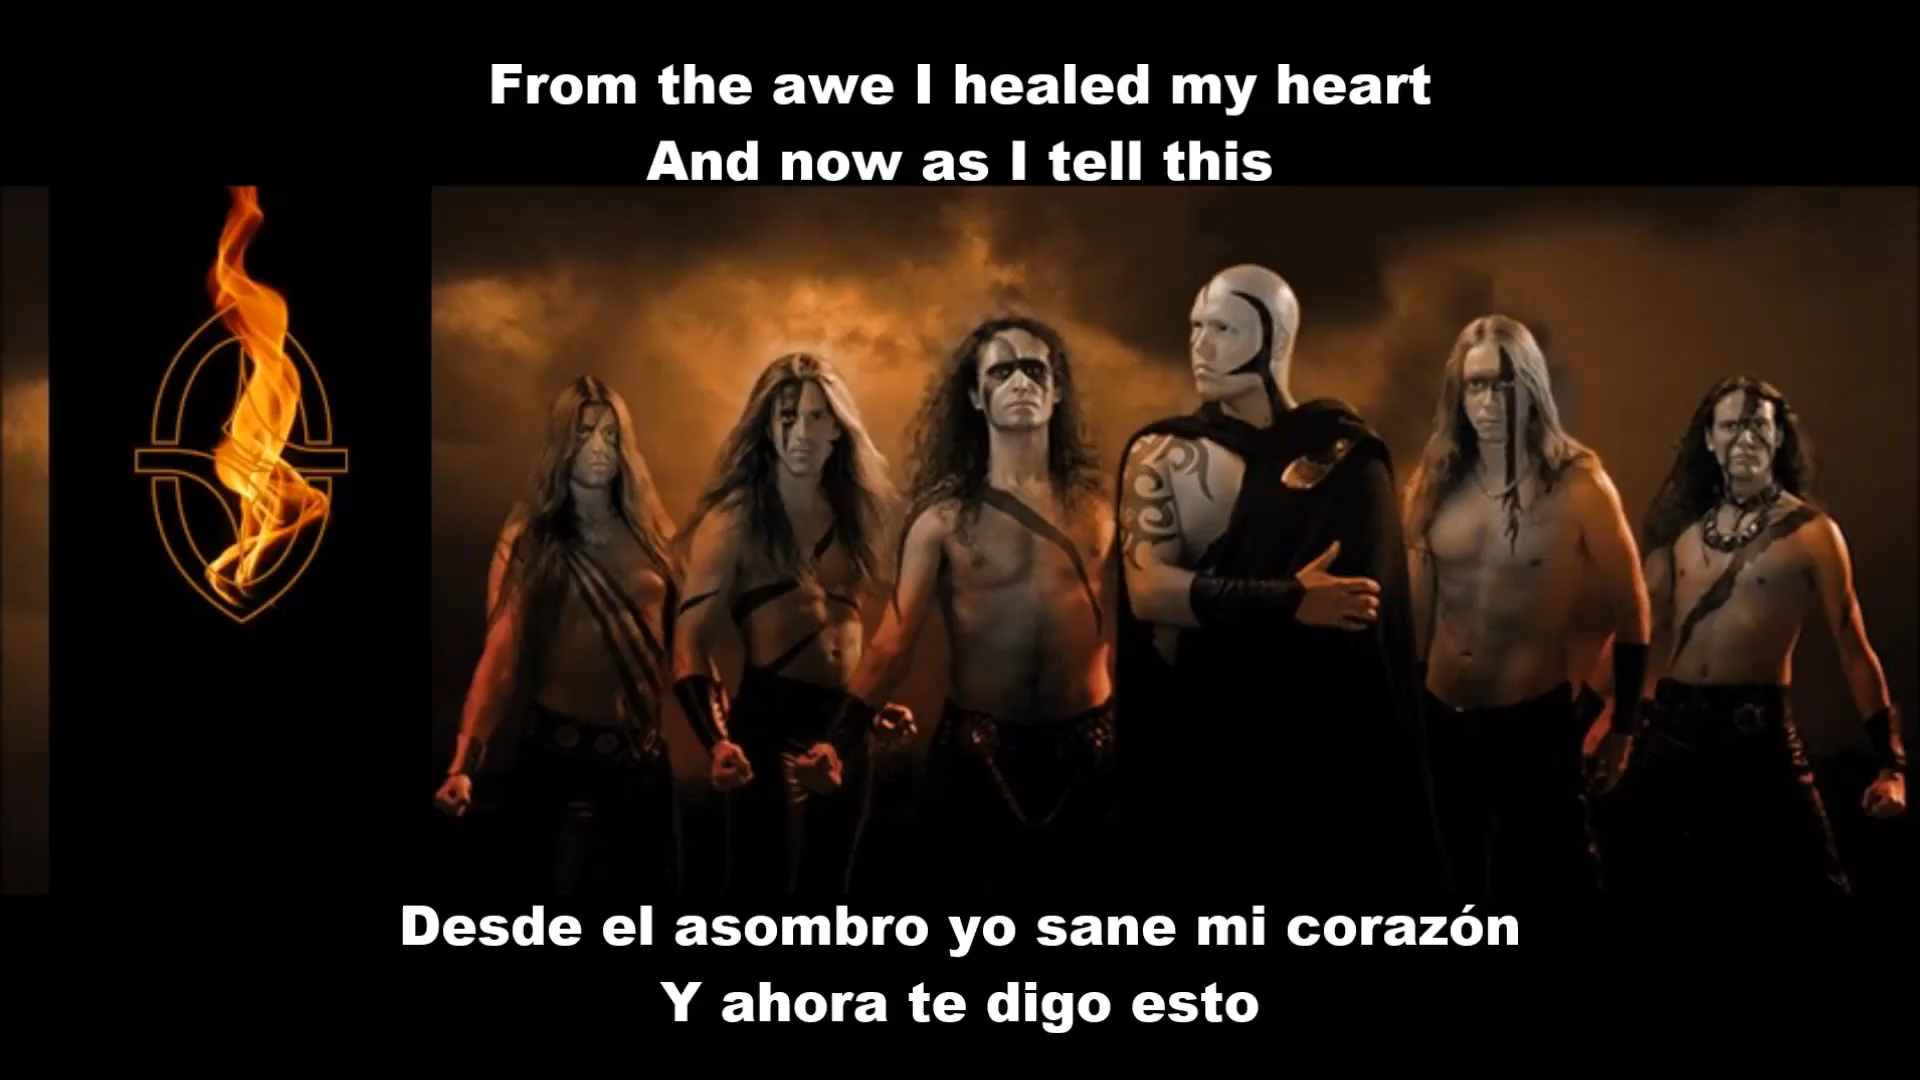 From the awe I healed my heart
And now as I tell this
Desde el asombro yo sane mi corazón
Y ahora te digo esto